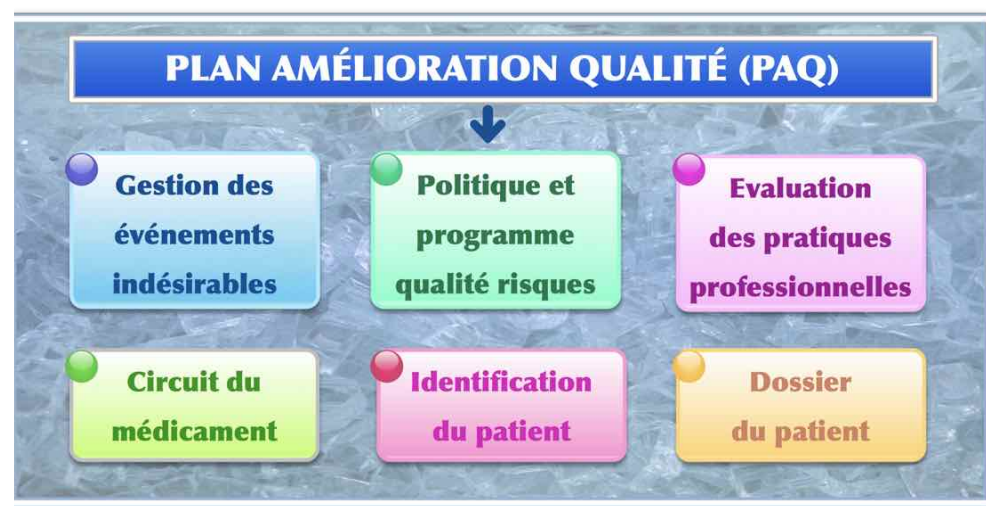 PLAN AMÉLIORATION QUALITÉ (PAQ)
Gestion des
événements
indésirables
Politique et
programme
qualité risques
Evaluation
des pratiques
professionnelles
Circuit du
médicament
Identification
du patient
Dossier
du patient